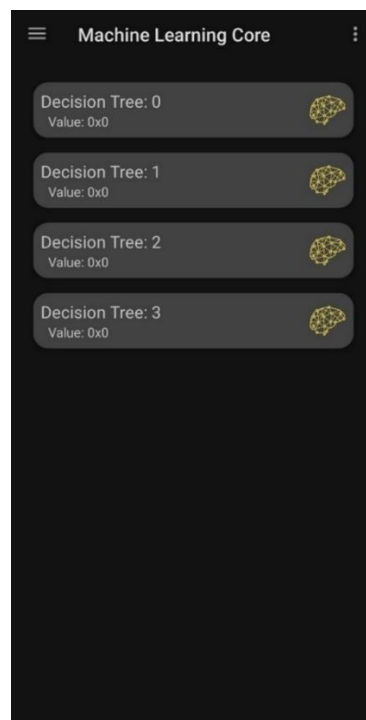 Machine Learning Core
Decision Tree: 0
Value: 0x0
Decision Tree: 1
Value: 0x0
Decision Tree: 2
Value: 0x0
Decision Tree: 3
Value: 0x0